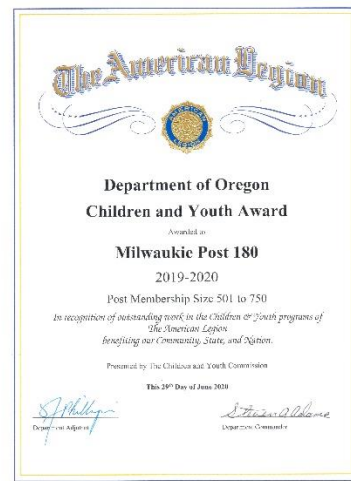 The American Legion
AMERICAN
LEGION
Department of Oregon
Children and Youth Award
Awarded to
Milwaukie Post 180
2019-2020
Post Membership Size 501 to 750
In recognition of outstanding work in the Children & Youth programs of
The American Legion
benefiting our Community, State, and Nation.
Presented by The Children and Youth Commission
This 29th Day of June 2020
Department Adjutant
Department Commander